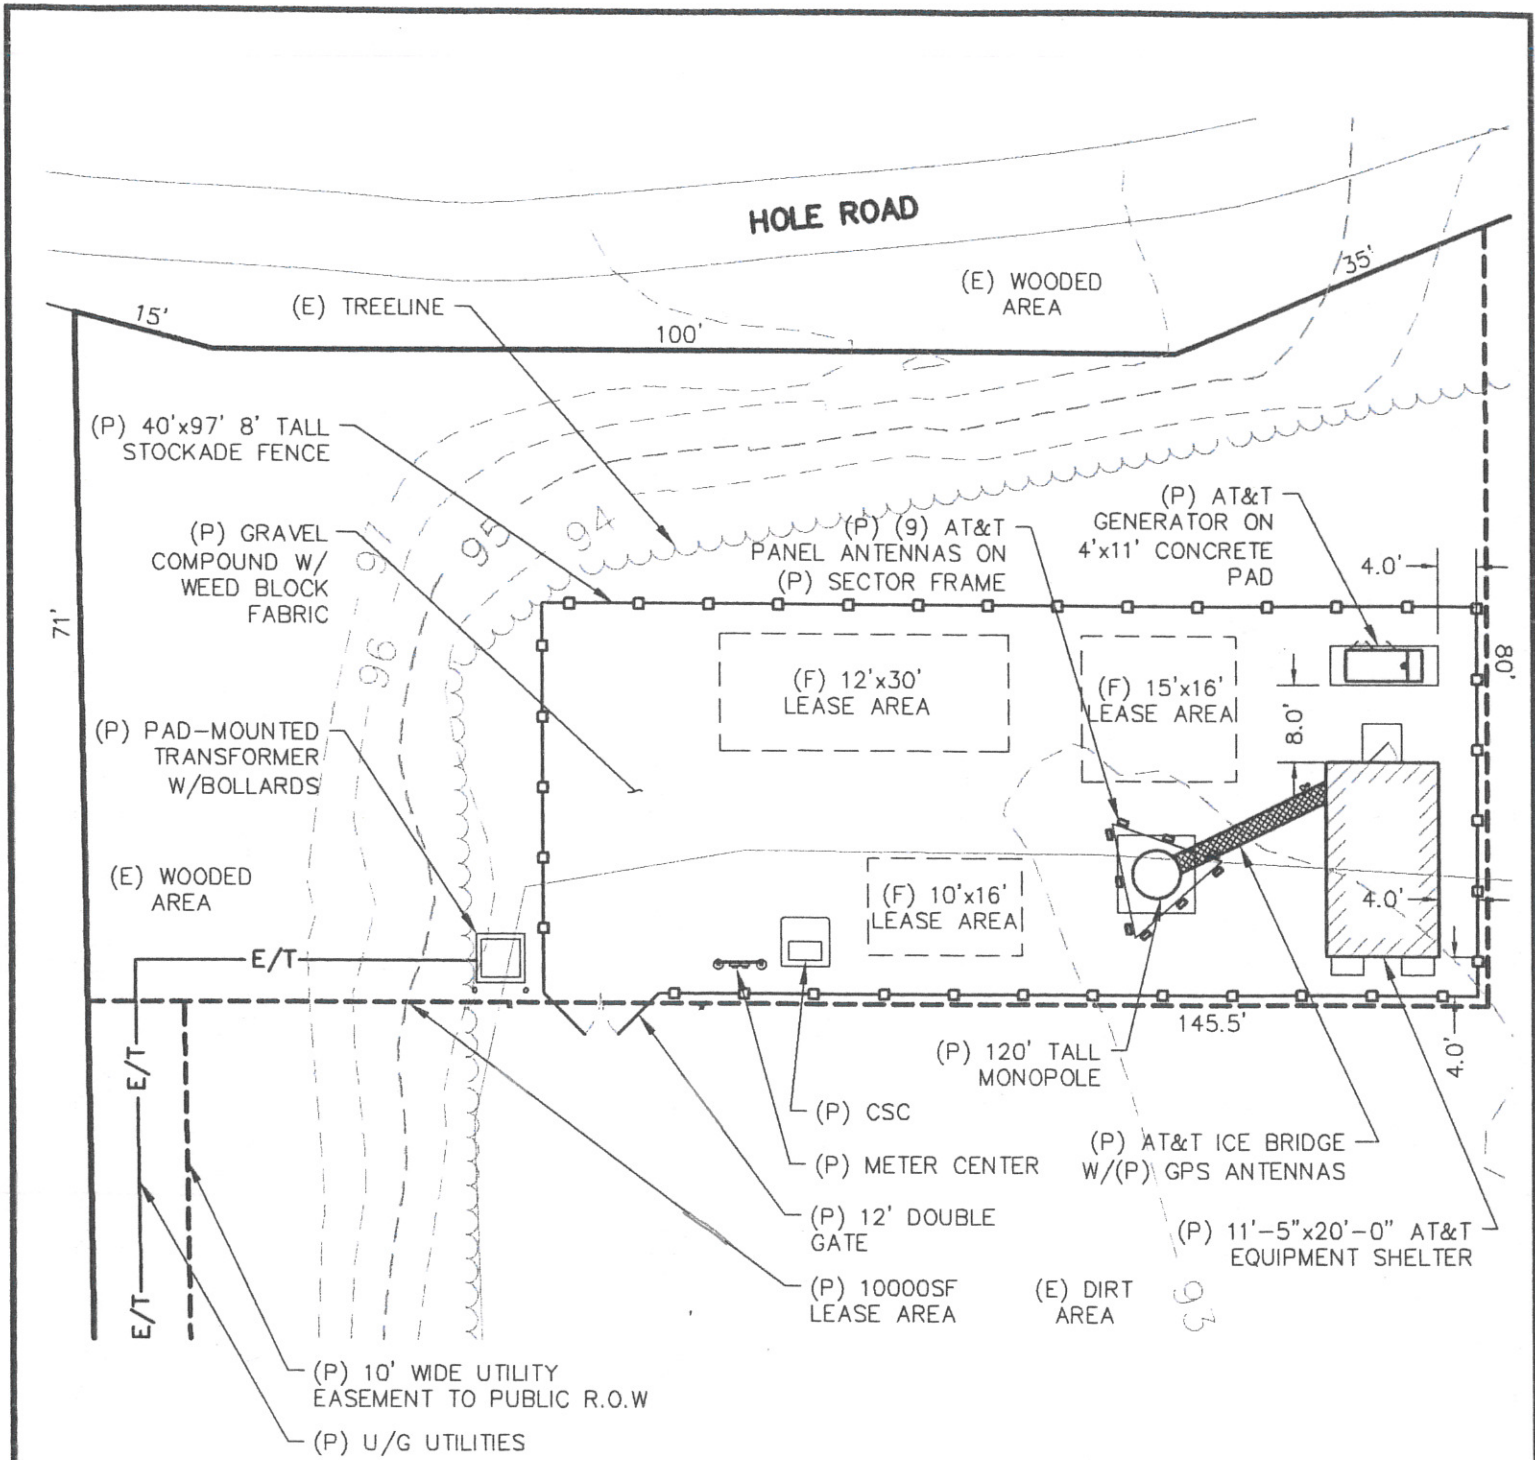 HOLE ROAD
35'
(E) WOODED
AREA
(E) TREELINE
15'
100'
(P) 40'x97' 8' TALL
STOCKADE FENCE
(P) AT&T
GENERATOR ON
4'x11' CONCRETE
PAD
(P) (9) AT&T
PANEL ANTENNAS ON
(P) SECTOR FRAME
4.0'
(P) GRAVEL
COMPOUND W/
WEED BLOCK
FABRIC
97
95
94
96
71'
80'
(F) 12'x30'
LEASE AREA
(F) 15'x16'
LEASE AREA
8.0'
(P) PAD-MOUNTED
TRANSFORMER
W/BOLLARDS
(E) WOODED
AREA
(F) 10'x16'
LEASE AREA
4.0'
E/T
145.5'
4.0'
E/T
(P) 120' TALL
MONOPOLE
(P) CSC
(P) METER CENTER
(P) AT&T ICE BRIDGE
W/(P) GPS ANTENNAS
(P) 12' DOUBLE
GATE
(P) 11'-5"x20'-0" AT&T
EQUIPMENT SHELTER
(P) 10000SF
LEASE AREA
(E) DIRT
AREA
93
E/T
(P) 10' WIDE UTILITY
EASEMENT TO PUBLIC R.O.W
(P) U/G UTILITIES